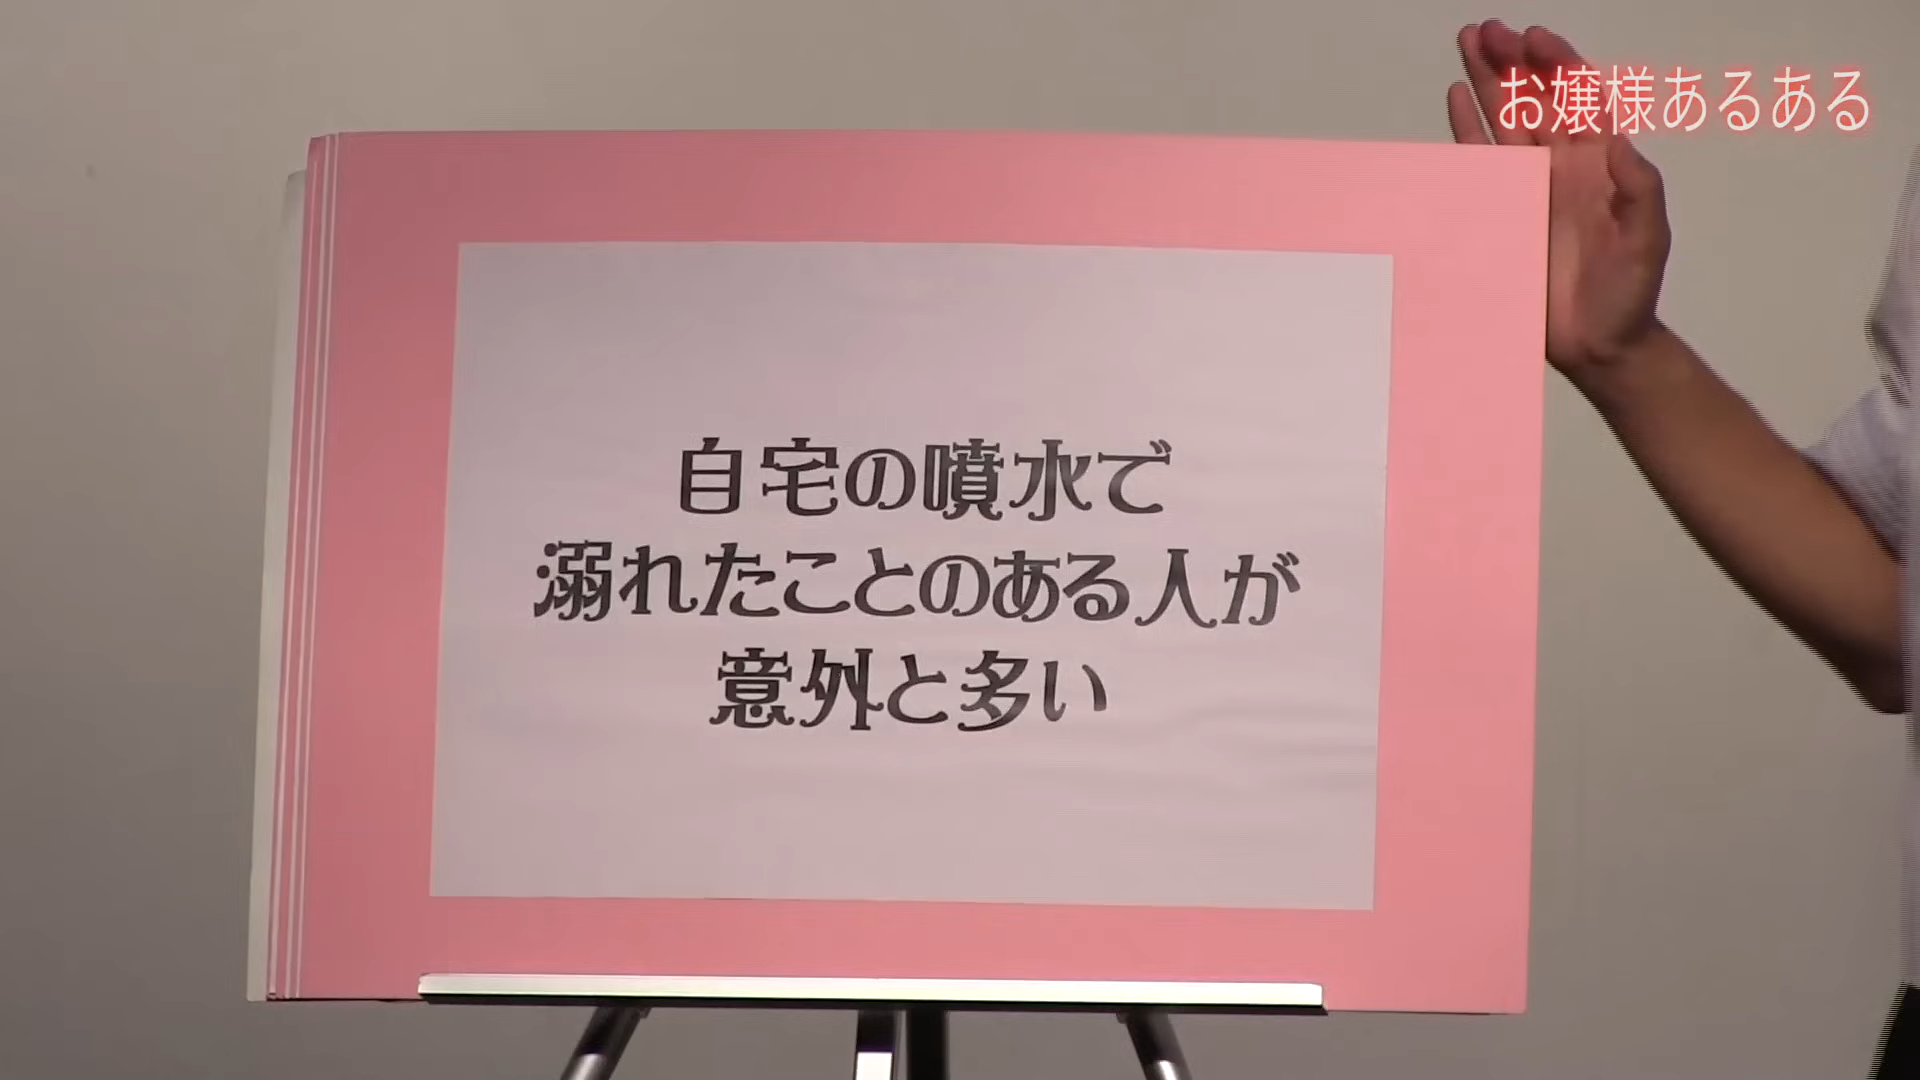 お嬢様あるある
自宅の噴水で
溺れたことのある人が
意外と多い